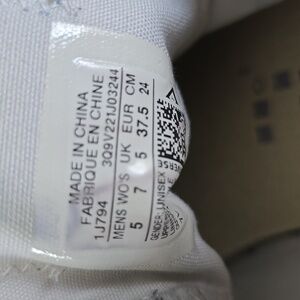 MADE IN CHINA
FABRIQUE EN CHINE
1J794 3Q9V221J03244
MENS WO'S UK EUR CM
5 7 5 37.5 24
GENDER: UNISEX